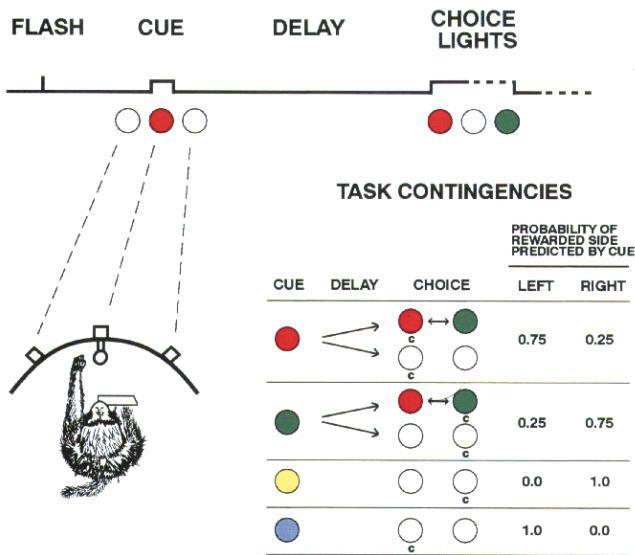 FLASH CUE DELAY CHOICE
LIGHTS
TASK CONTINGENCIES
PROBABILITY OF
REWARDED SIDE
PREDICTED BY CUE
CUE DELAY CHOICE LEFT RIGHT
c
0.75 0.25
c
0.25 0.75
c
c
0.0 1.0
c
1.0 0.0
c